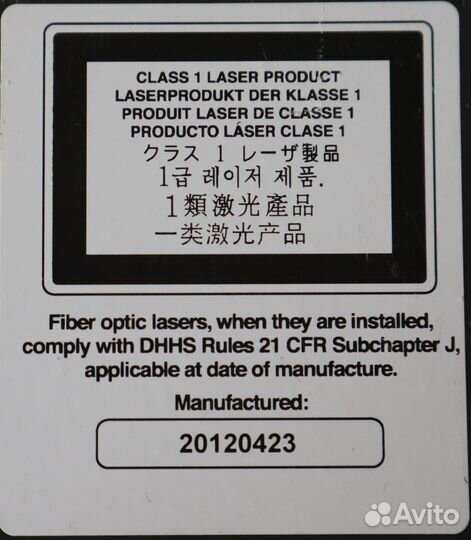 CLASS 1 LASER PRODUCT
LASERPRODUKT DER KLASSE 1
PRODUIT LASER DE CLASSE 1
PRODUCTO LÁSER CLASE 1
クラス 1 レーザ製品
1급 레이저 제품.
1類激光產品
一类激光产品
Fiber optic lasers, when they are installed,
comply with DHHS Rules 21 CFR Subchapter J,
applicable at date of manufacture.
Manufactured:
20120423
Avito